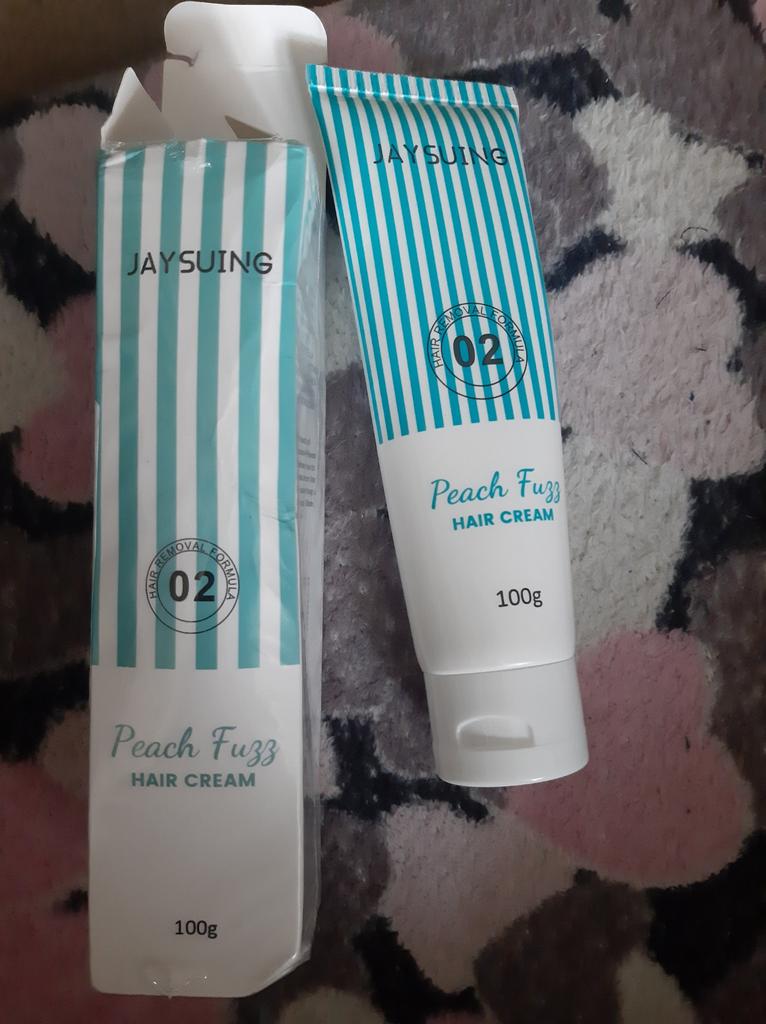 JAYSUING
HAIR REMOVAL FORMULA
02
Peach Fuzz
HAIR CREAM
100g
JAYSUING
HAIR REMOVAL FORMULA
02
Peach Fuzz
HAIR CREAM
100g